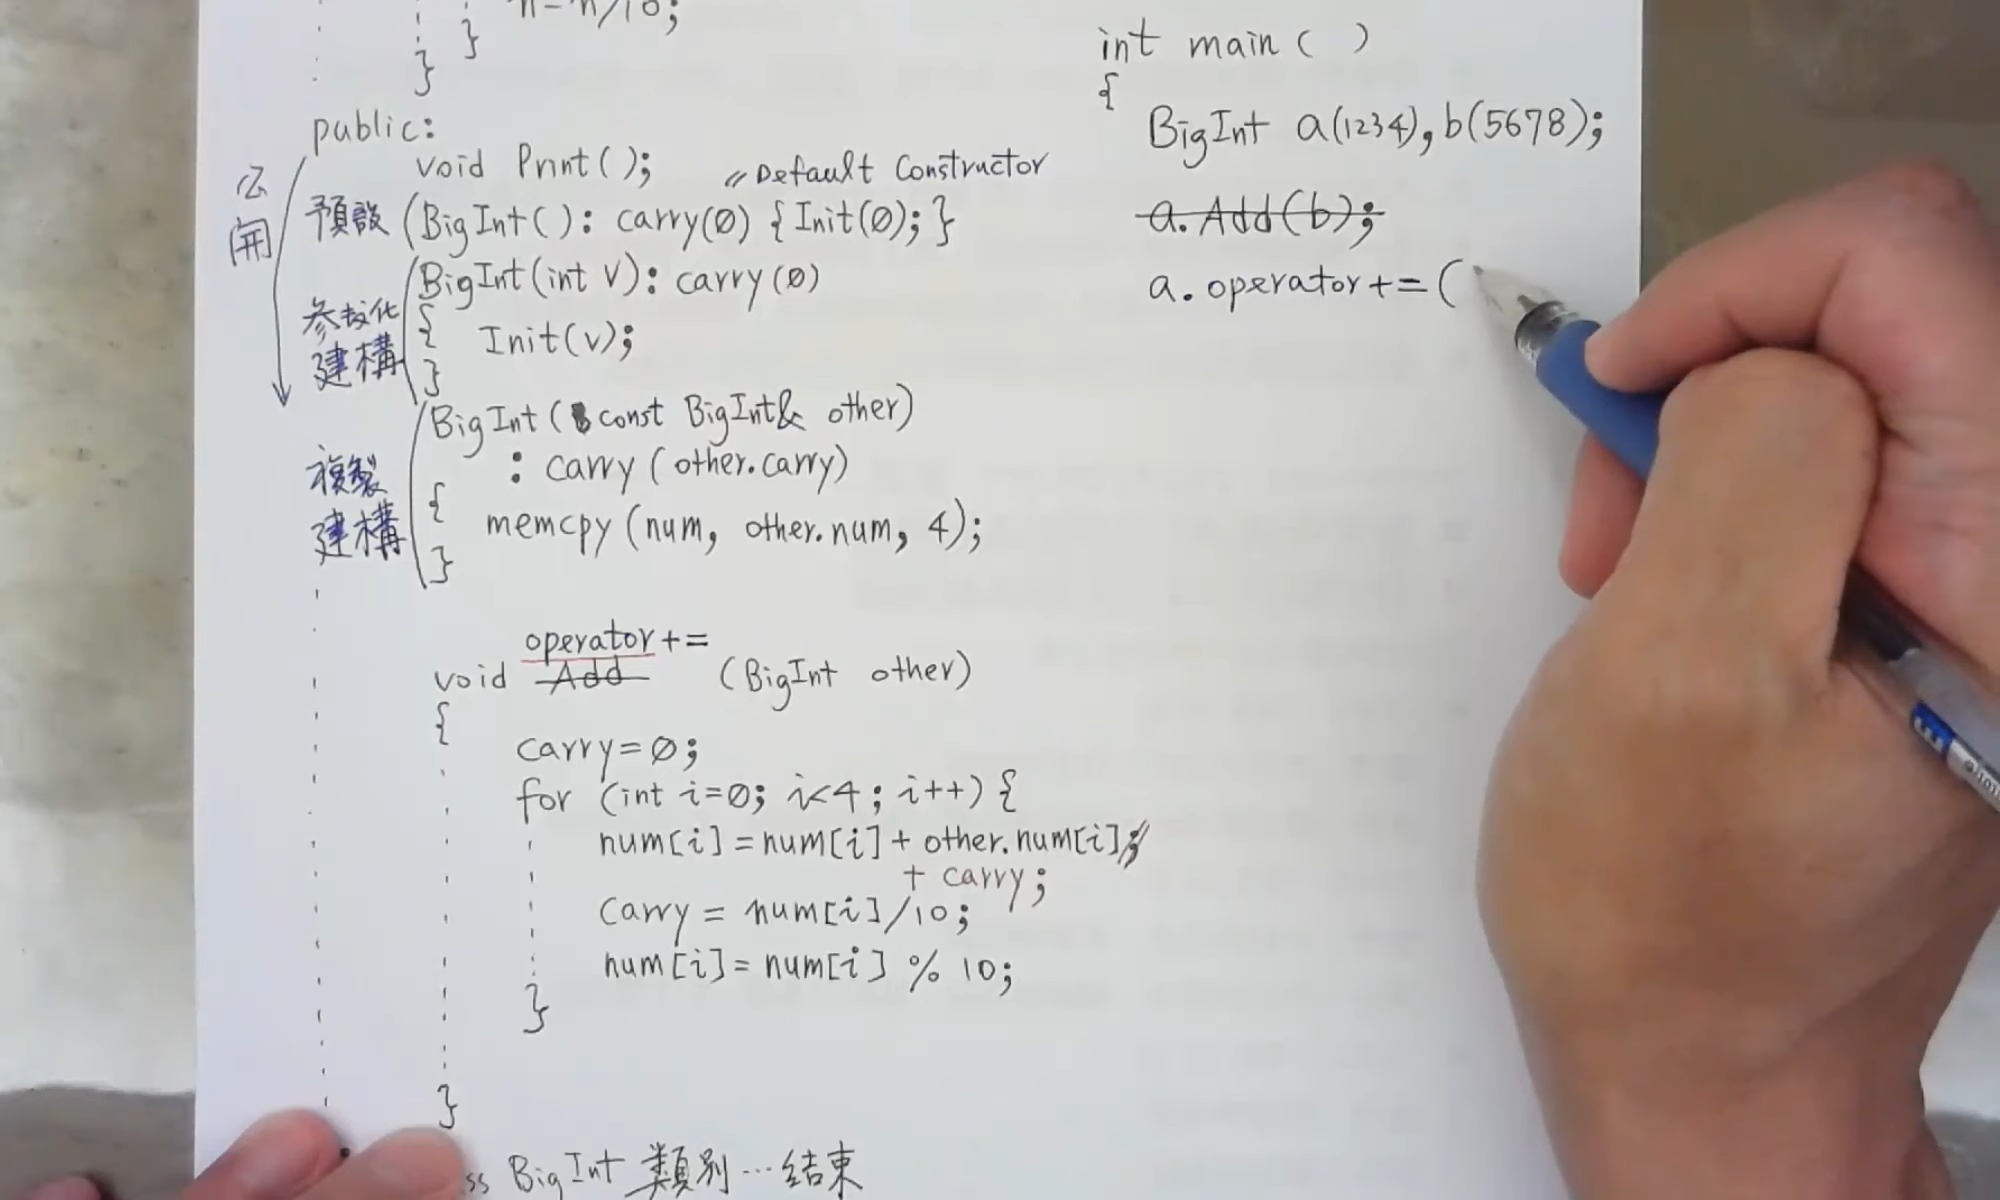 n=n/10;
}
}
public:
公開
void Print(); // Default Constructor
預設 (BigInt(): carry(0) {Init(0);}
BigInt(int v): carry(0)
參數化建構
{ Init(v);
}
BigInt( const BigInt& other)
: carry (other.carry)
複製建構
{
memcpy (num, other.num, 4);
}
operator+=
void Add (BigInt other)
{
carry=0;
for (int i=0; i<4; i++) {
num[i]=num[i]+ other.num[i];
+ carry;
carry = num[i]/10;
num[i]= num[i] % 10;
}
}
ss BigInt 類別…結束
int main ( )
{
BigInt a(1234), b(5678);
a.Add(b);
a.operator+=(